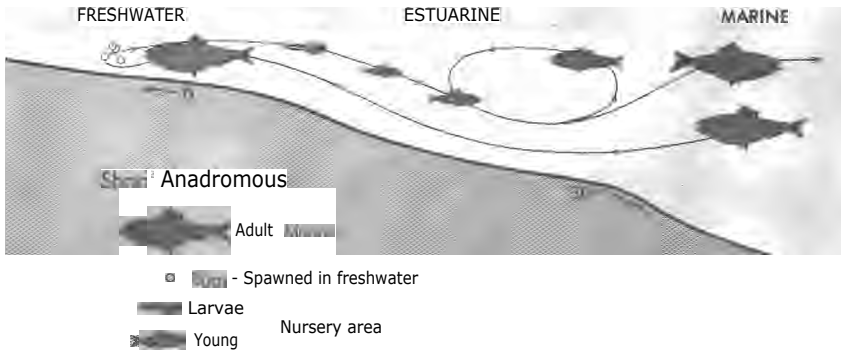 FRESHWATER ESTUARINE MARINE
Anadromous
Adult
- Spawned in freshwater
Larvae
Nursery area
Young